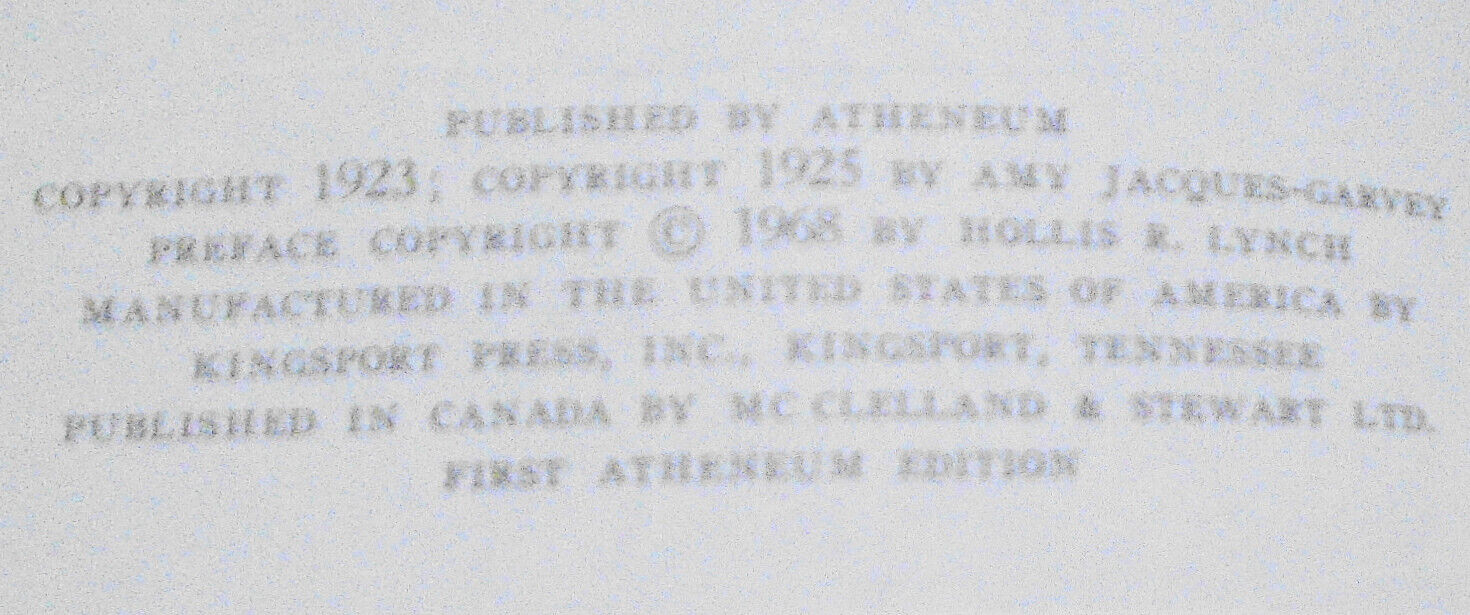 PUBLISHED BY ATHENEUM
COPYRIGHT 1923; COPYRIGHT 1925 BY AMY JACQUES-GARVEY
PREFACE COPYRIGHT © 1968 BY HOLLIS R. LYNCH
MANUFACTURED IN THE UNITED STATES OF AMERICA BY
KINGSPORT PRESS, INC., KINGSPORT, TENNESSEE
PUBLISHED IN CANADA BY MC CLELLAND & STEWART LTD.
FIRST ATHENEUM EDITION